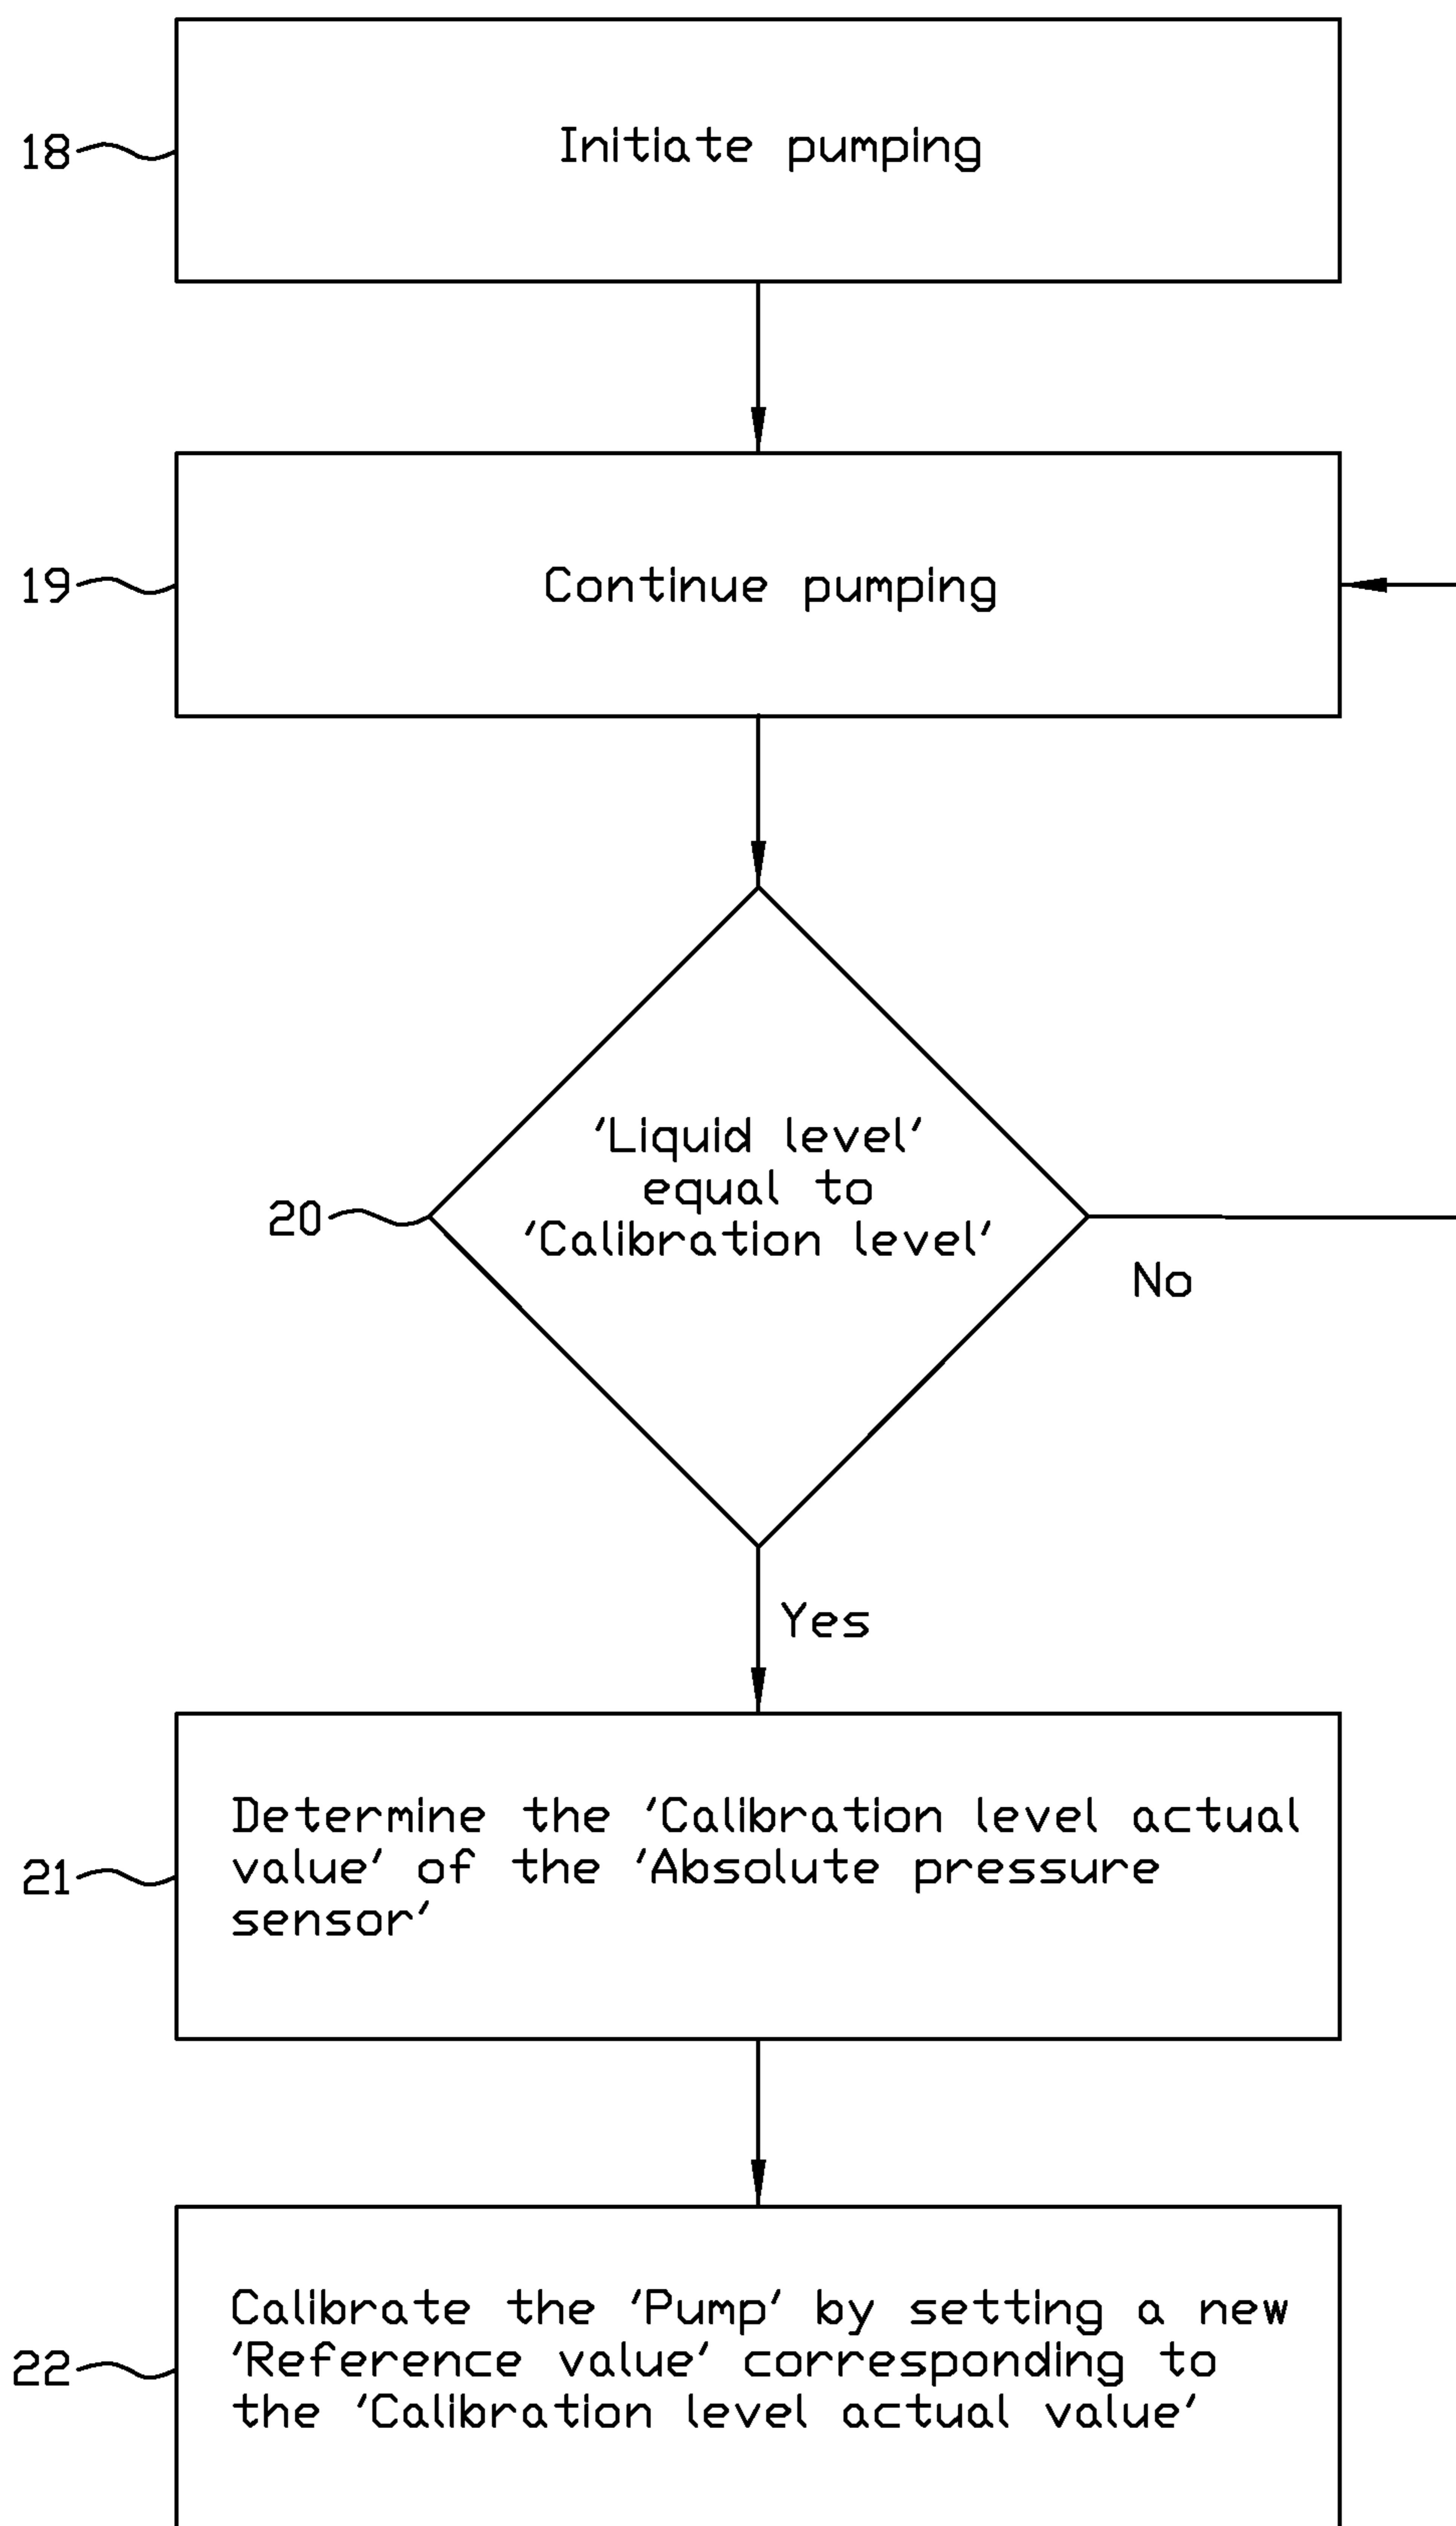 18
Initiate pumping
19
Continue pumping
'Liquid level'
equal to
'Calibration level'
20
No
Yes
Determine the 'Calibration level actual
value' of the 'Absolute pressure
sensor'
21
Calibrate the 'Pump' by setting a new
'Reference value' corresponding to
the 'Calibration level actual value'
22